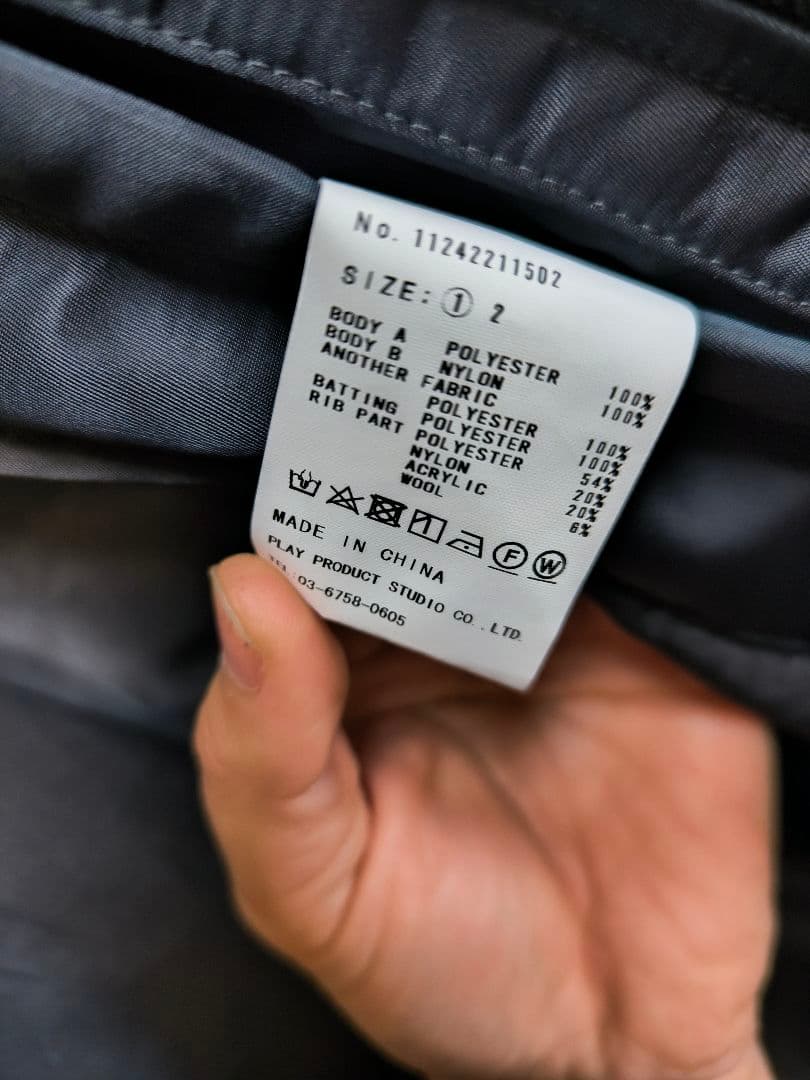 No. 11242211502
SIZE: ① 2
BODY A POLYESTER 100%
BODY B NYLON 100%
ANOTHER FABRIC
POLYESTER 100%
BATTING POLYESTER 100%
RIB PART POLYESTER 54%
NYLON 20%
ACRYLIC 20%
WOOL 6%
F W
MADE IN CHINA
PLAY PRODUCT STUDIO CO., LTD.
TEL:03-6758-0605